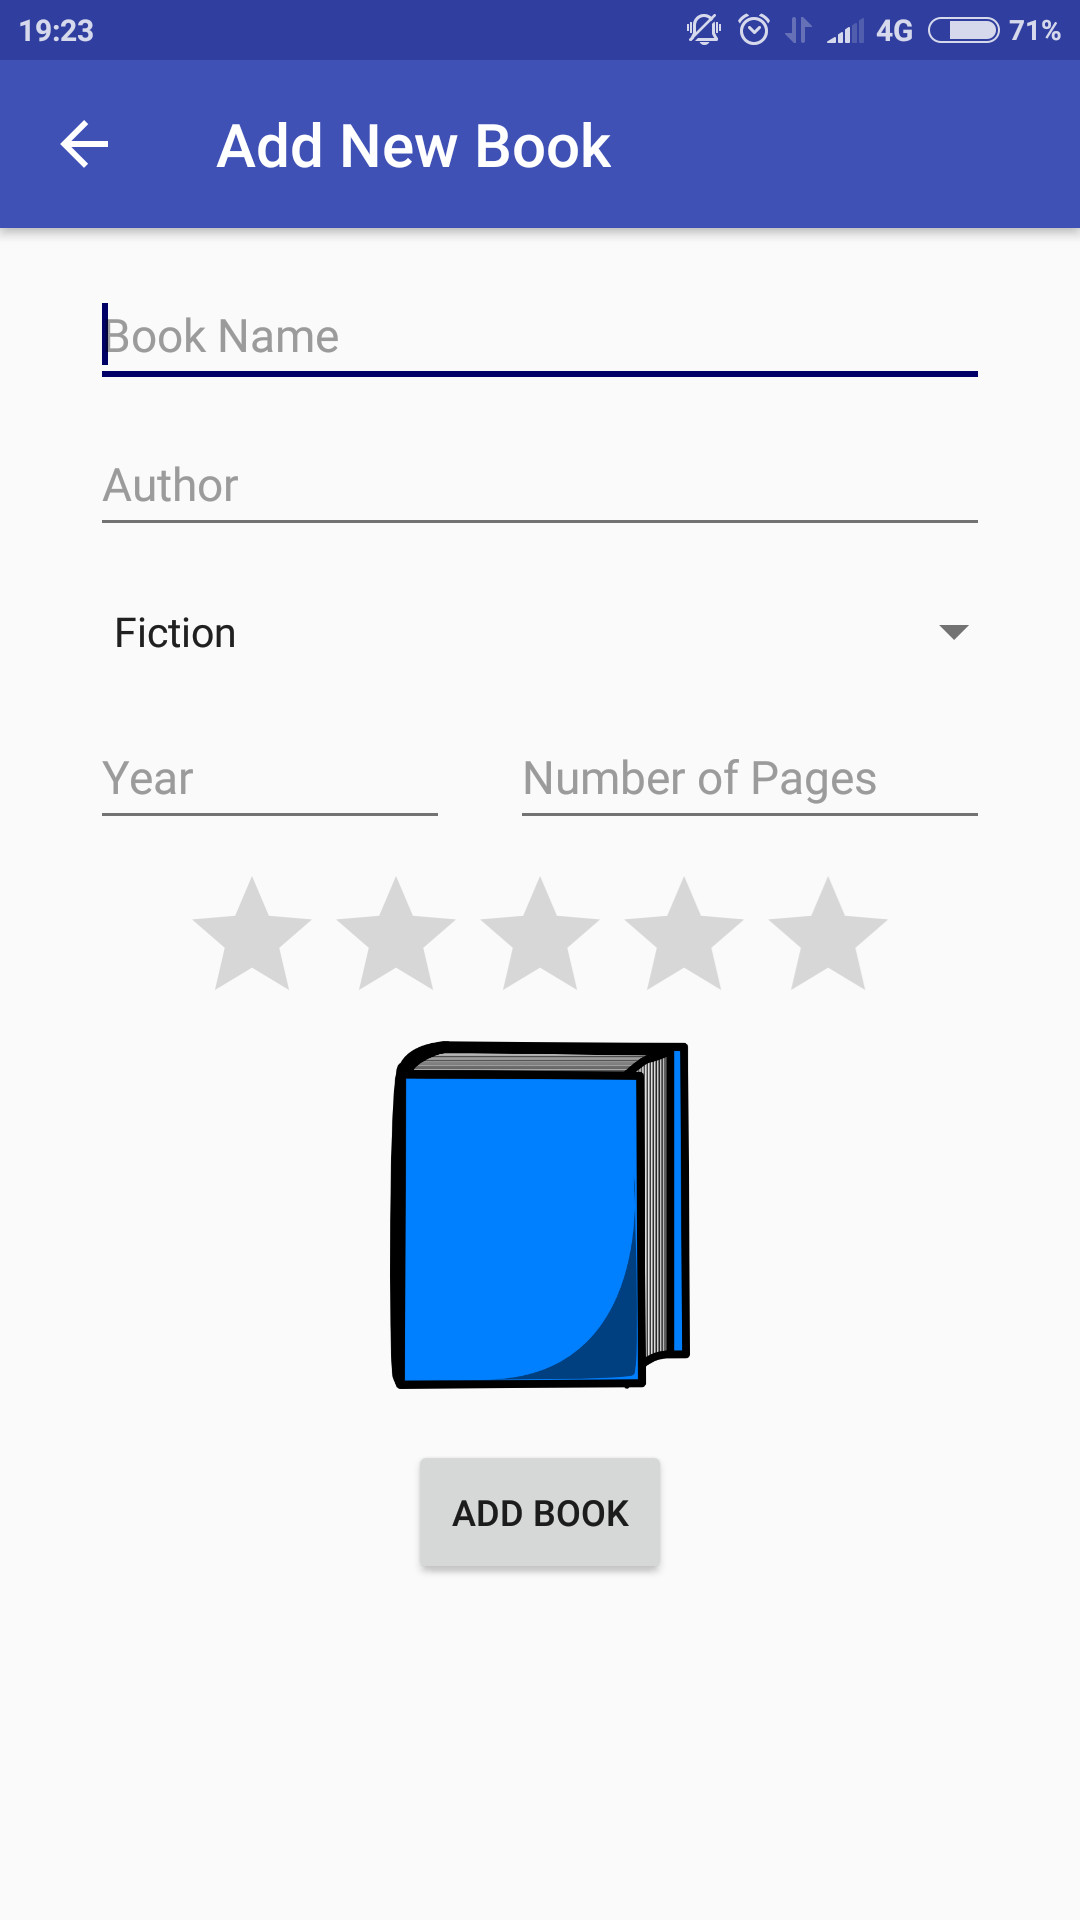 19:23 4G 71%
Add New Book
Book Name
Author
Fiction
Year Number of Pages
ADD BOOK